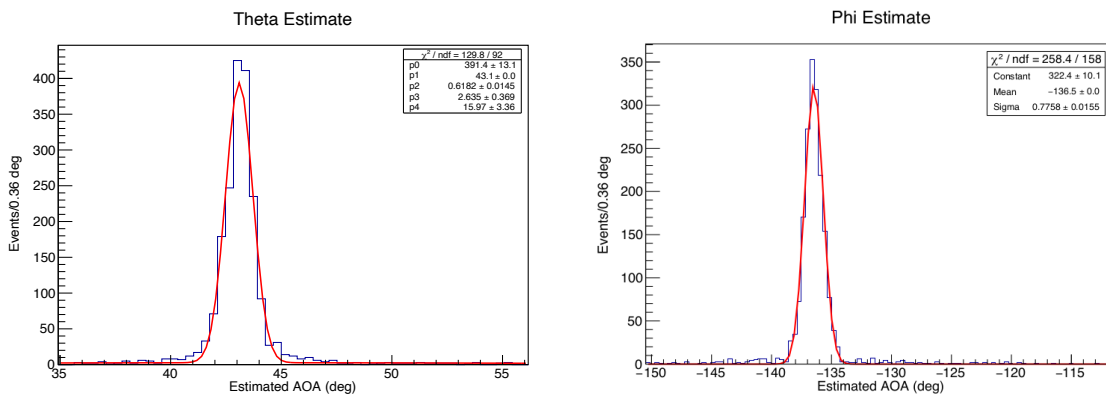 Theta Estimate
χ² / ndf = 129.8 / 92
p0 391.4 ± 13.1
p1 43.1 ± 0.0
p2 0.6182 ± 0.0145
p3 2.635 ± 0.369
p4 15.97 ± 3.36
Events/0.36 deg
400
350
300
250
200
150
100
50
0
35 40 45 50 55
Estimated AOA (deg)
Phi Estimate
χ² / ndf = 258.4 / 158
Constant 322.4 ± 10.1
Mean −136.5 ± 0.0
Sigma 0.7758 ± 0.0155
Events/0.36 deg
350
300
250
200
150
100
50
0
−150 −145 −140 −135 −130 −125 −120 −115
Estimated AOA (deg)